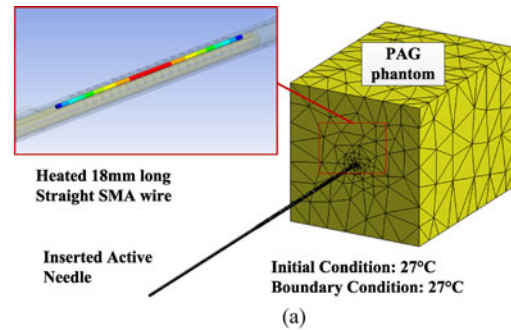 PAG
phantom
Heated 18mm long
Straight SMA wire
Inserted Active
Needle
Initial Condition: 27°C
Boundary Condition: 27°C
(a)